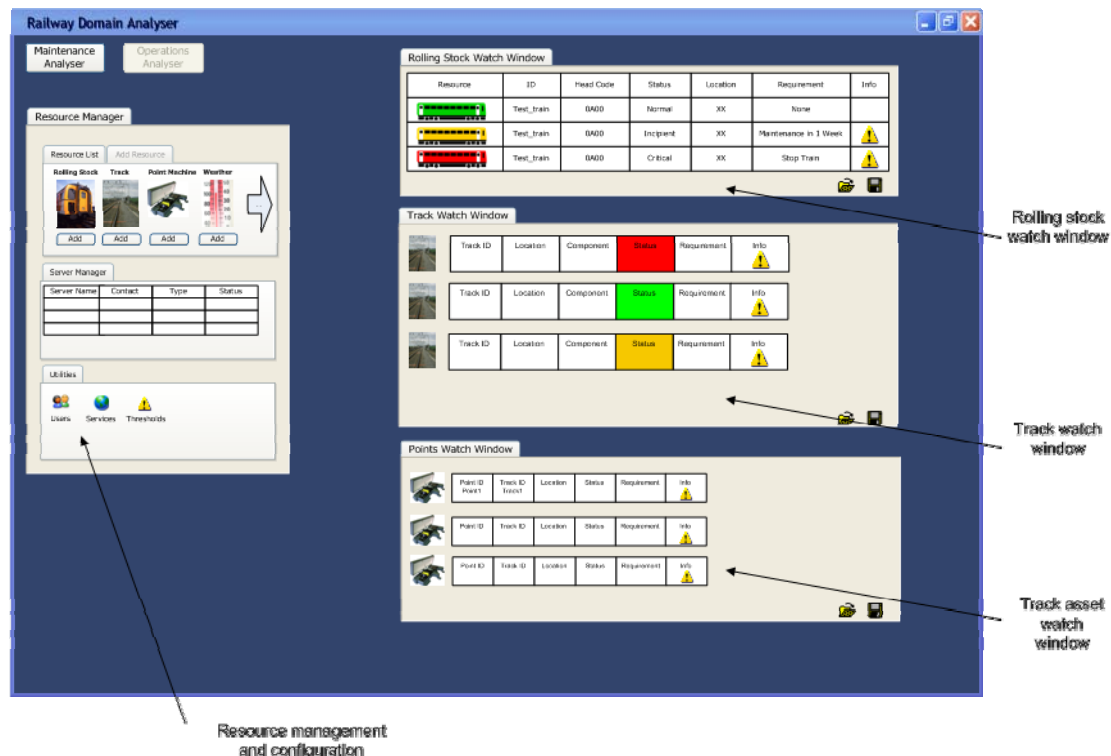 Railway Domain Analyser
Maintenance
Analyser
Operations
Analyser
Resource Manager
Resource List
Add Resource
Rolling Stock Track Point Machine Weather
Add Add Add Add
Server Manager
Server Name Contact Type Status
Utilities
Users Services Thresholds
Rolling Stock Watch Window
Resource ID Head Code Status Location Requirement Info
Test_train 0A00 Normal XX None
Test_train 0A00 Incipient XX Maintenance in 1 Week
Test_train 0A00 Critical XX Stop Train
Track Watch Window
Track ID Location Component Status Requirement Info
Track ID Location Component Status Requirement Info
Track ID Location Component Status Requirement Info
Points Watch Window
Point ID Track ID Location Status Requirement Info
Point1 Track1
Point ID Track ID Location Status Requirement Info
Point ID Track ID Location Status Requirement Info
Rolling stock
watch window
Track watch
window
Track asset
watch
window
Resource management
and configuration